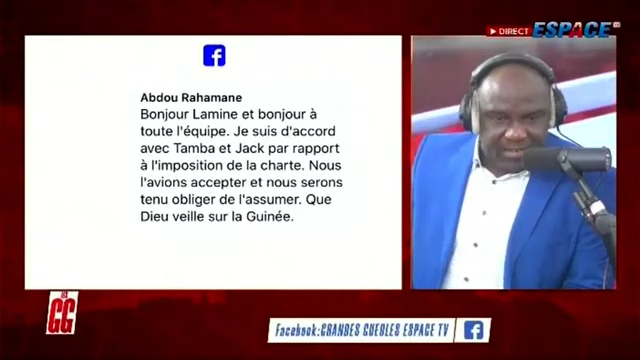 DIRECT ESPACE TV
Abdou Rahamane
Bonjour Lamine et bonjour à
toute l'équipe. Je suis d'accord
avec Tamba et Jack par rapport
à l'imposition de la charte. Nous
l'avions accepter et nous serons
tenu obliger de l'assumer. Que
Dieu veille sur la Guinée.
LES
GG
Facebook:GRANDES GUEULES ESPACE TV